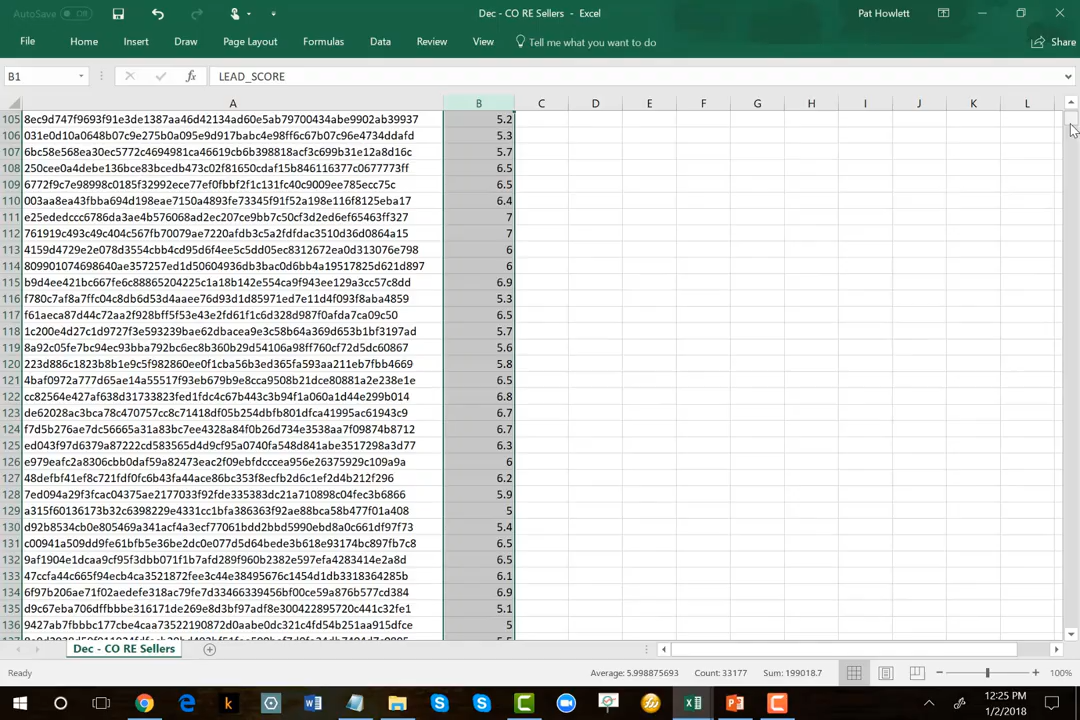 AutoSave Off Dec - CO RE Sellers - Excel Pat Howlett
File Home Insert Draw Page Layout Formulas Data Review View Tell me what you want to do Share
B1 fx LEAD_SCORE
A B C D E F G H I J K L
105 8ec9d747f9693f91e3de1387aa46d42134ad60e5ab79700434abe9902ab39937 5.2
106 031e0d10a0648b07c9e275b0a095e9d917babc4e98ff6c67b07c96e4734ddafd 5.3
107 6bc58e568ea30ec5772c4694981ca46619cb6b398818acf3c699b31e12a8d16c 5.7
108 250cee0a4debe136bce83bcedb473c02f81650cdaf15b846116377c0677773ff 6.5
109 6772f9c7e98998c0185f32992ece77ef0fbbf2f1c131fc40c9009ee785ecc75c 6.5
110 003aa8ea43fbba694d198eae7150a4893fe73345f91f52a198e116f8125eba17 6.4
111 e25ededccc6786da3ae4b576068ad2ec207ce9bb7c50cf3d2ed6ef65463ff327 7
112 761919c493c49c404c567fb70079ae7220afdb3c5a2fdfdac3510d36d0864a15 7
113 4159d4729e2e078d3554cbb4cd95d6f4ee5c5dd05ec8312672ea0d313076e798 6
114 809901074698640ae357257ed1d50604936db3bac0d6bb4a19517825d621d897 6
115 b9d4ee421bc667fe6c88865204225c1a18b142e554ca9f943ee129a3cc57c8dd 6.9
116 f780c7af8a7ffc04c8db6d53d4aaee76d93d1d85971ed7e11d4f093f8aba4859 5.3
117 f61aeca87d44c72aa2f928bff5f53e43e2fd61f1c6d328d987f0afa7ca09c50 6.5
118 1c200e4d27c1d9727f3e593239bae62dbacea9e3c58b64a369d653b1bf3197ad 5.7
119 8a92c05fe7bc94ec93bba792bc6ec8b360b29d54106a98ff760cf72d5dc60867 5.6
120 223d886c1823b8b1e9c5f982860ee0f1cba56b3ed365fa593aa211eb7fbb4669 5.8
121 4baf0972a777d65ae14a55517f93eb679b9e8cca9508b21dce80881a2e238e1e 6.5
122 cc82564e427af638d31733823fed1fdc4c67b443c3b94f1a060a1d44e299b014 6.8
123 de62028ac3bca78c470757cc8c71418df05b254dbfb801dfca41995ac61943c9 6.7
124 f7d5b276ae7dc56665a31a83bc7ee4328a84f0b26d734e3538aa7f09874b8712 6.7
125 ed043f97d6379a87222cd583565d4d9cf95a0740fa548d841abe3517298a3d77 6.3
126 e979eafc2a8306cbb0daf59a82473eac2f09ebfdcccea956e26375929c109a9a 6
127 48defbf41ef8c721fdf0fc6b43fa44ace86bc353f8ecfb2d6c1ef2d4b212f296 6.2
128 7ed094a29f3fcac04375ae2177033f92fde335383dc21a710898c04fec3b6866 5.9
129 a315f60136173b32c6398229e4331cc1bfa386363f92ae88bca58b477f01a408 5
130 d92b8534cb0e805469a341acf4a3ecf77061bdd2bbd5990ebd8a0c661df97f73 5.4
131 c00941a509dd9fe61bfb5e36be2dc0e077d5d64bede3b618e93174bc897fb7c8 6.5
132 9af1904e1dcaa9cf95f3dbb071f1b7afd289f960b2382e597efa4283414e2a8d 6.5
133 47ccfa44c665f94ecb4ca3521872fee3c44e38495676c1454d1db3318364285b 6.1
134 6f97b206ae71f02aedefe318ac79fe7d33466339456bf00ce59a876b577cd384 6.9
135 d9c67eba706dffbbbe316171de269e8d3bf97adf8e300422895720c441c32fe1 5.1
136 9427ab7fbbbc177cbe4caa73522190872d0aabe0dc321c4fd54b251aa915dfce 5
Dec - CO RE Sellers
Ready Average: 5.998875693 Count: 33177 Sum: 199018.7 100%
12:25 PM
1/2/2018